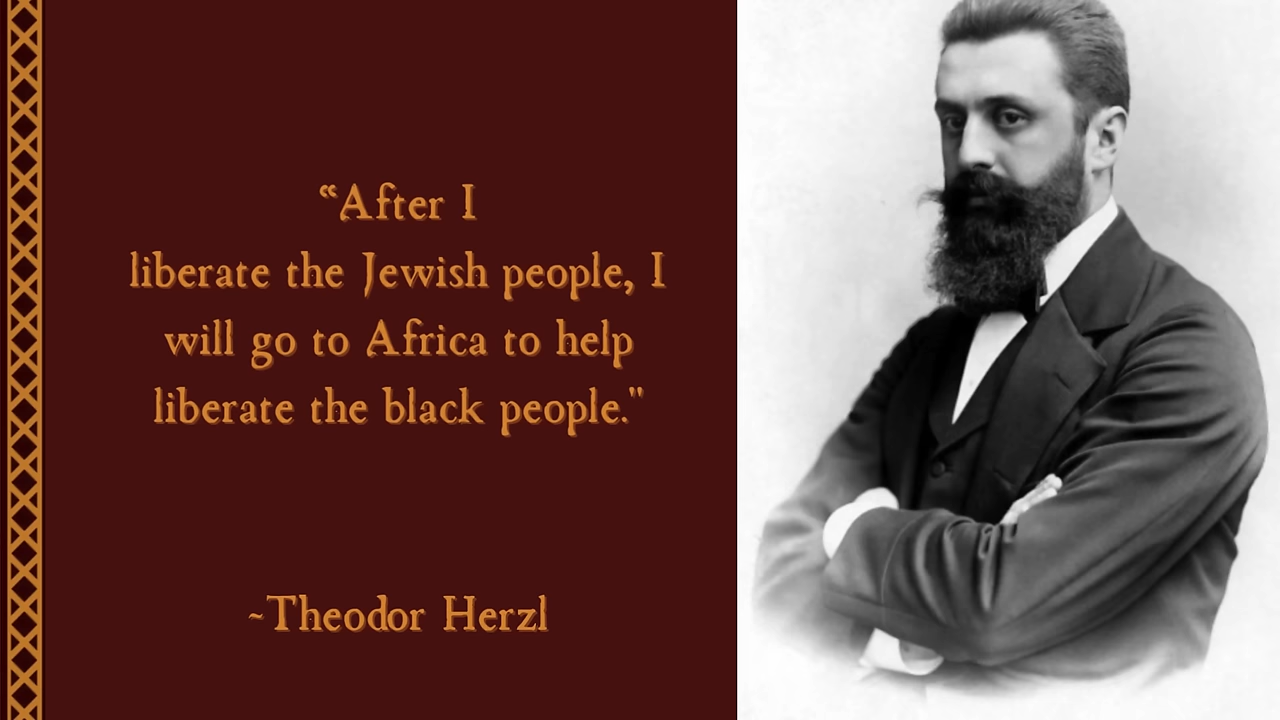 “After I
liberate the Jewish people, I
will go to Africa to help
liberate the black people."
~Theodor Herzl